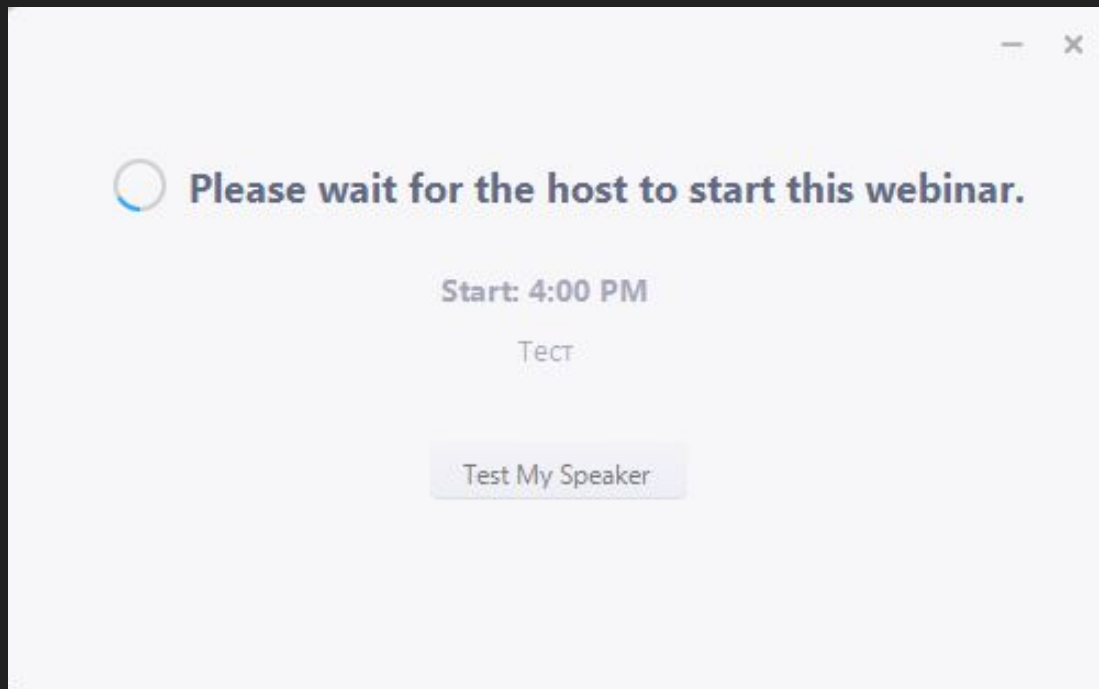 Please wait for the host to start this webinar.
Start: 4:00 PM
Тест
Test My Speaker